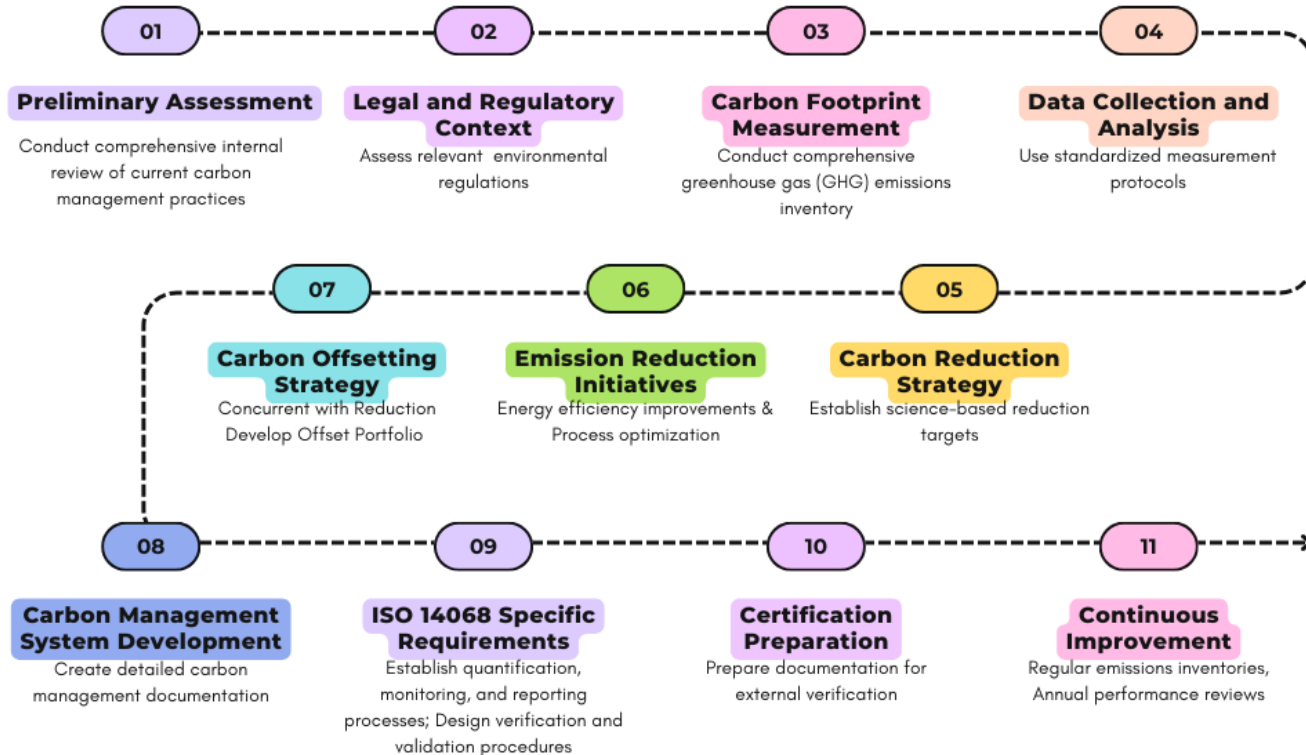 01
02
03
04
Preliminary Assessment
Conduct comprehensive internal
review of current carbon
management practices
Legal and Regulatory
Context
Assess relevant environmental
regulations
Carbon Footprint
Measurement
Conduct comprehensive
greenhouse gas (GHG) emissions
inventory
Data Collection and
Analysis
Use standardized measurement
protocols
05
Carbon Reduction
Strategy
Establish science-based reduction
targets
06
Emission Reduction
Initiatives
Energy efficiency improvements &
Process optimization
07
Carbon Offsetting
Strategy
Concurrent with Reduction
Develop Offset Portfolio
08
Carbon Management
System Development
Create detailed carbon
management documentation
09
ISO 14068 Specific
Requirements
Establish quantification,
monitoring, and reporting
processes; Design verification and
validation procedures
10
Certification
Preparation
Prepare documentation for
external verification
11
Continuous
Improvement
Regular emissions inventories,
Annual performance reviews